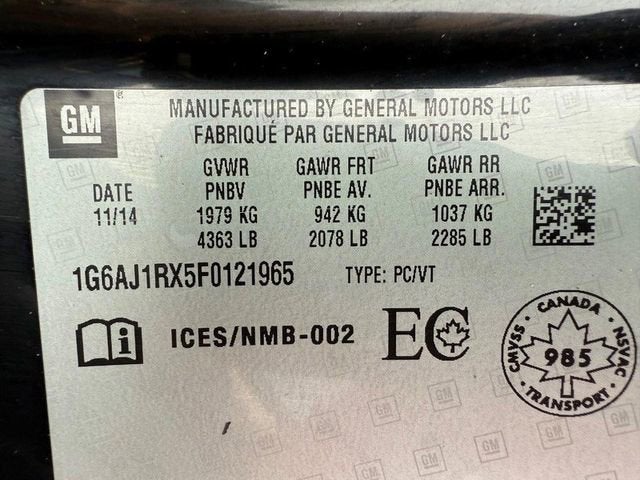 GM
MANUFACTURED BY GENERAL MOTORS LLC
FABRIQUÉ PAR GENERAL MOTORS LLC
GVWR GAWR FRT GAWR RR
DATE PNBV PNBE AV. PNBE ARR.
11/14 1979 KG 942 KG 1037 KG
4363 LB 2078 LB 2285 LB
1G6AJ1RX5F0121965 TYPE: PC/VT
i ICES/NMB-002 EC
CANADA
CMVSS · 985 · NSVAC
TRANSPORT